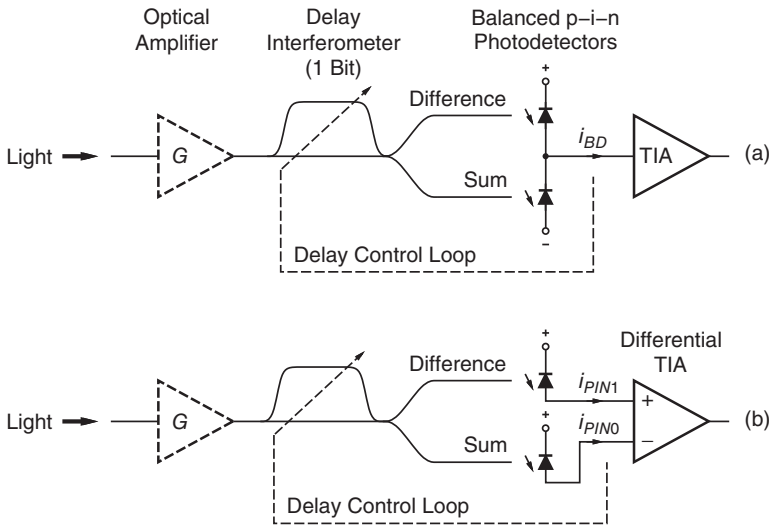 Optical
Amplifier
Delay
Interferometer
(1 Bit)
Balanced p–i–n
Photodetectors
+
Difference
Light
G
i_BD
TIA
(a)
Sum
−
Delay Control Loop
Differential
TIA
+
Difference
i_PIN1
+
Light
G
+
i_PIN0
−
(b)
Sum
Delay Control Loop